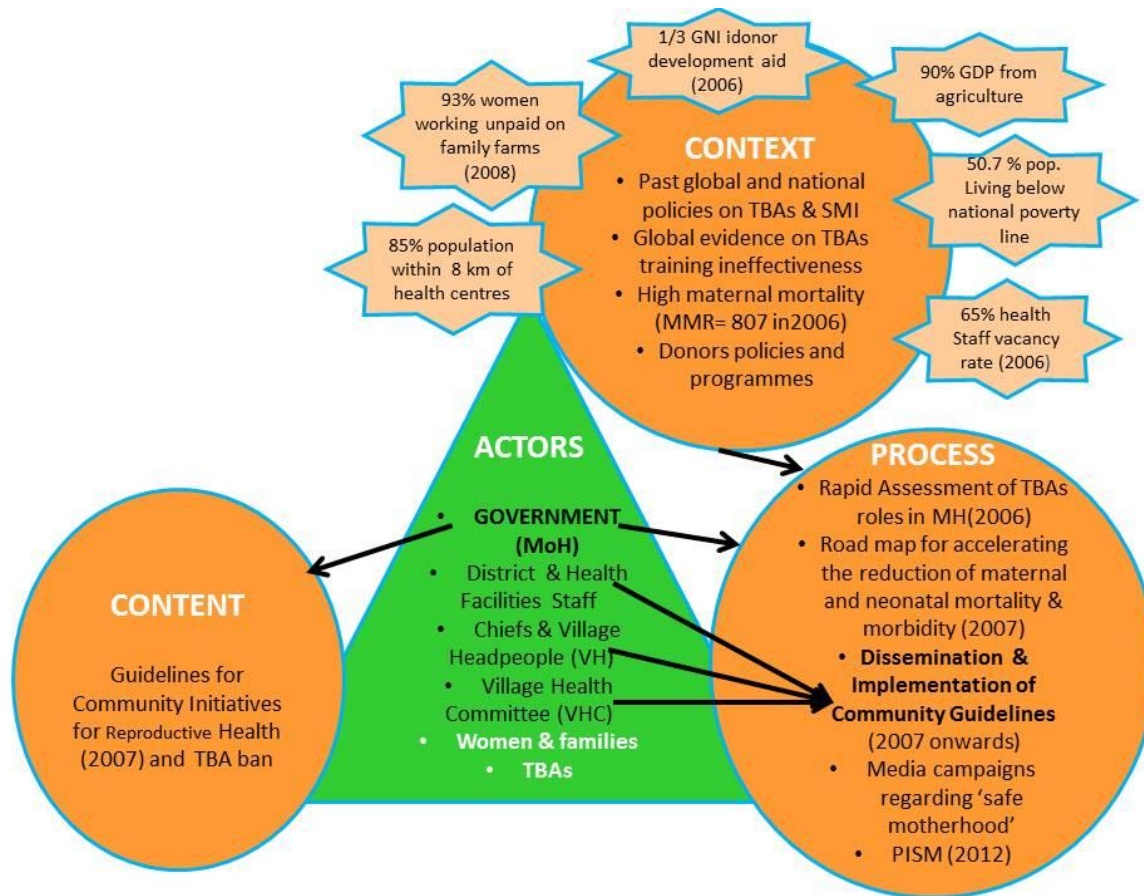 1/3 GNI idonor
development aid
(2006)
90% GDP from
agriculture
93% women
working unpaid on
family farms
(2008)
50.7 % pop.
Living below
national poverty
line
85% population
within 8 km of
health centres
65% health
Staff vacancy
rate (2006)
CONTEXT
• Past global and national
policies on TBAs & SMI
• Global evidence on TBAs
training ineffectiveness
• High maternal mortality
(MMR= 807 in2006)
• Donors policies and
programmes
ACTORS
• GOVERNMENT
(MoH)
• District & Health
Facilities Staff
• Chiefs & Village
Headpeople (VH)
• Village Health
Committee (VHC)
• Women & families
• TBAs
CONTENT
Guidelines for
Community Initiatives
for Reproductive Health
(2007) and TBA ban
PROCESS
• Rapid Assessment of TBAs
roles in MH(2006)
• Road map for accelerating
the reduction of maternal
and neonatal mortality &
morbidity (2007)
• Dissemination &
Implementation of
Community Guidelines
(2007 onwards)
• Media campaigns
regarding ‘safe
motherhood’
• PISM (2012)